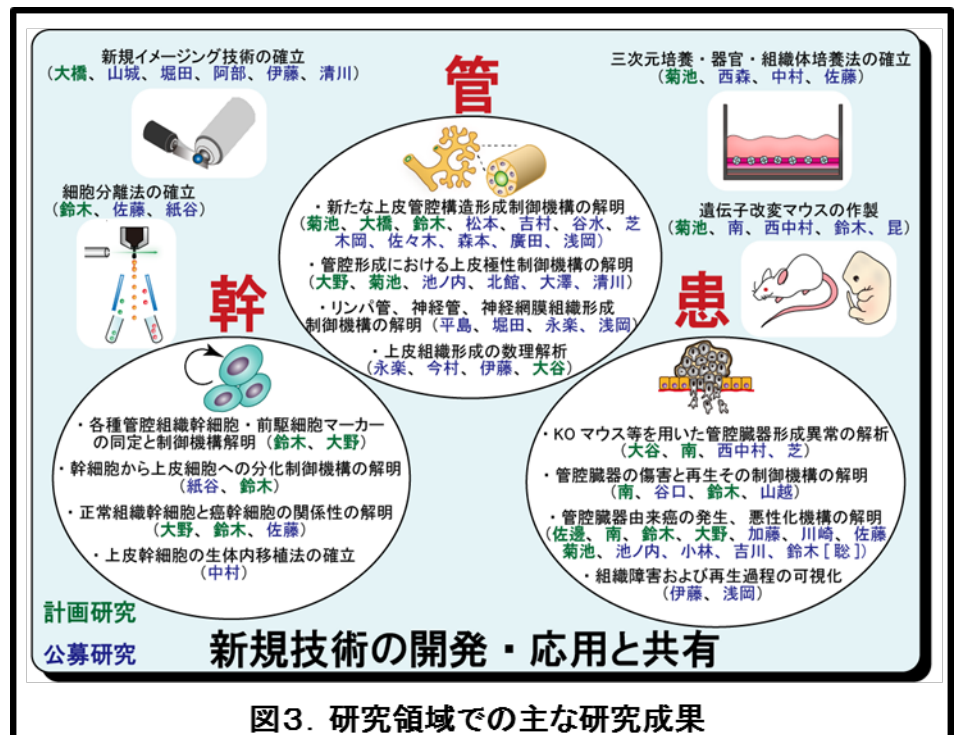 新規イメージング技術の確立
(大橋、山城、堀田、阿部、伊藤、清川)
管
三次元培養・器官・組織体培養法の確立
(菊池、西森、中村、佐藤)
細胞分離法の確立
(鈴木、佐藤、紙谷)
・新たな上皮管腔構造形成制御機構の解明
(菊池、大橋、鈴木、松本、吉村、谷水、芝
木岡、佐々木、森本、廣田、浅岡)
・管腔形成における上皮極性制御機構の解明
(大野、菊池、池ノ内、北舘、大澤、清川)
・リンパ管、神経管、神経網膜組織形成
制御機構の解明(平島、堀田、永楽、浅岡)
・上皮組織形成の数理解析
(永楽、今村、伊藤、大谷)
遺伝子改変マウスの作製
(菊池、南、西中村、鈴木、昆)
幹
・各種管腔組織幹細胞・前駆細胞マーカー
の同定と制御機構解明(鈴木、大野)
・幹細胞から上皮細胞への分化制御機構の解明
(紙谷、鈴木)
・正常組織幹細胞と癌幹細胞の関係性の解明
(大野、鈴木、佐藤)
・上皮幹細胞の生体内移植法の確立
(中村)
患
・KOマウス等を用いた管腔臓器形成異常の解析
(大谷、南、西中村、芝)
・管腔臓器の傷害と再生その制御機構の解明
(南、谷口、鈴木、山越)
・管腔臓器由来癌の発生、悪性化機構の解明
(佐邊、南、鈴木、大野、加藤、川崎、佐藤
菊池、池ノ内、小林、吉川、鈴木[聡])
・組織障害および再生過程の可視化
(伊藤、浅岡)
計画研究
公募研究
新規技術の開発・応用と共有
図3. 研究領域での主な研究成果